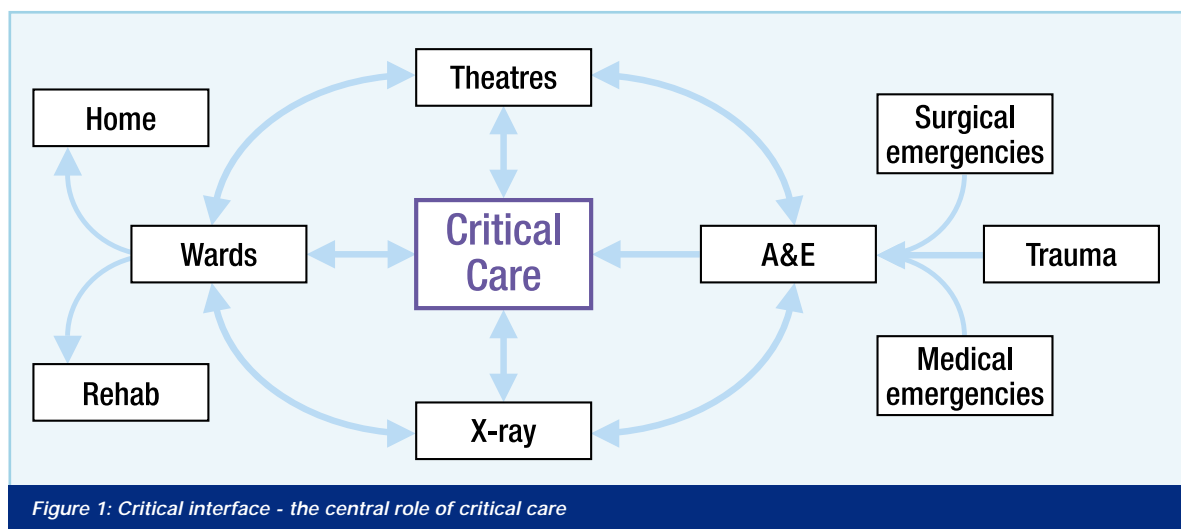 Theatres
Home
Surgical
emergencies
Wards
Critical
Care
A&E
Trauma
Rehab
X-ray
Medical
emergencies
Figure 1: Critical interface - the central role of critical care